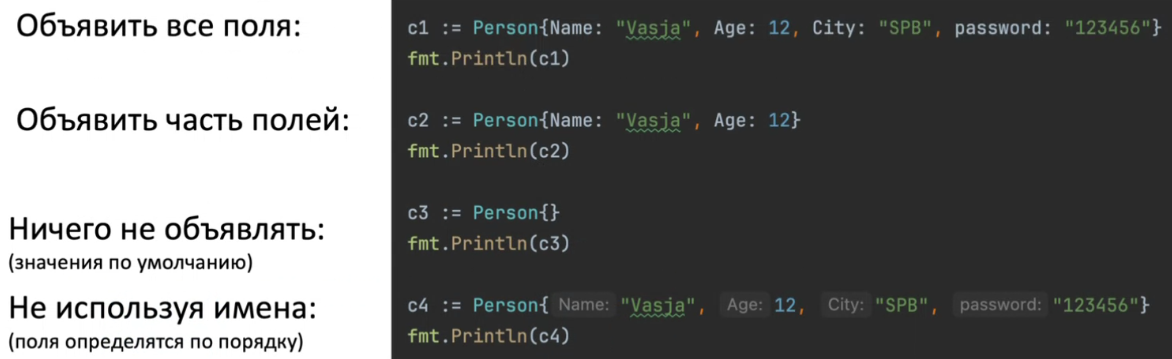 Объявить все поля:
c1 := Person{Name: "Vasja", Age: 12, City: "SPB", password: "123456"}
fmt.Println(c1)
Объявить часть полей:
c2 := Person{Name: "Vasja", Age: 12}
fmt.Println(c2)
Ничего не объявлять:
(значения по умолчанию)
c3 := Person{}
fmt.Println(c3)
Не используя имена:
(поля определятся по порядку)
c4 := Person{ Name: "Vasja", Age: 12, City: "SPB", password: "123456"}
fmt.Println(c4)